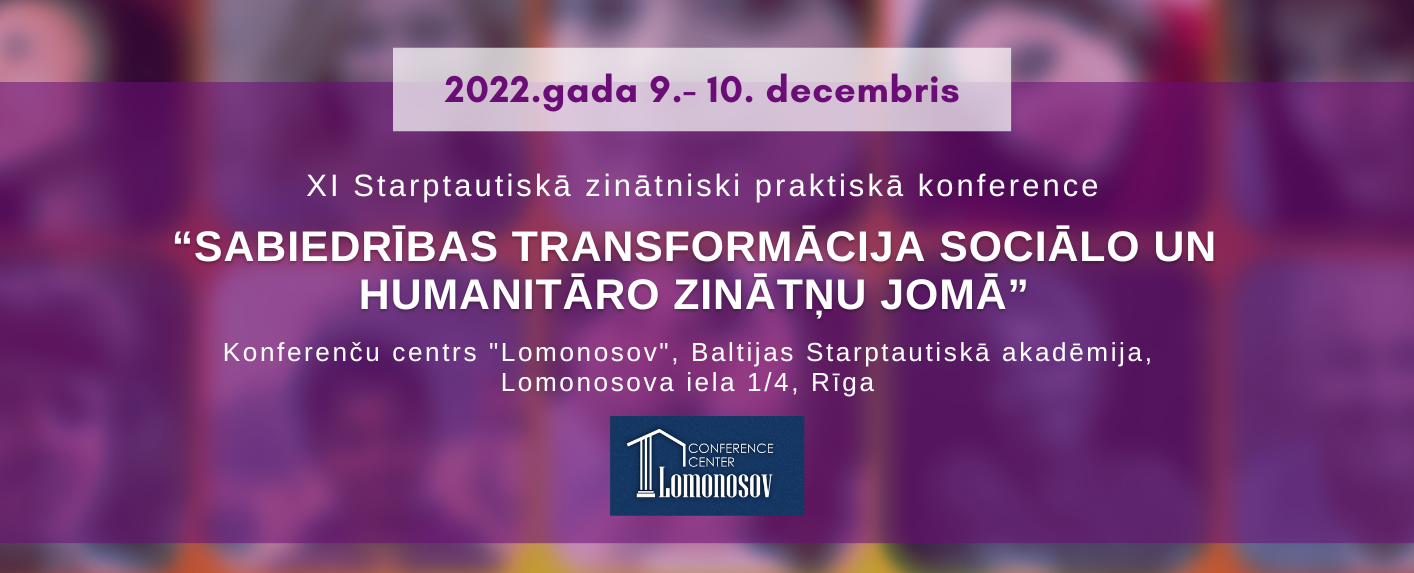 2022.gada 9.- 10. decembris
XI Starptautiskā zinātniski praktiskā konference
“SABIEDRĪBAS TRANSFORMĀCIJA SOCIĀLO UN
HUMANITĀRO ZINĀTŅU JOMĀ”
Konferenču centrs "Lomonosov", Baltijas Starptautiskā akadēmija,
Lomonosova iela 1/4, Rīga
CONFERENCE
CENTER
Lomonosov